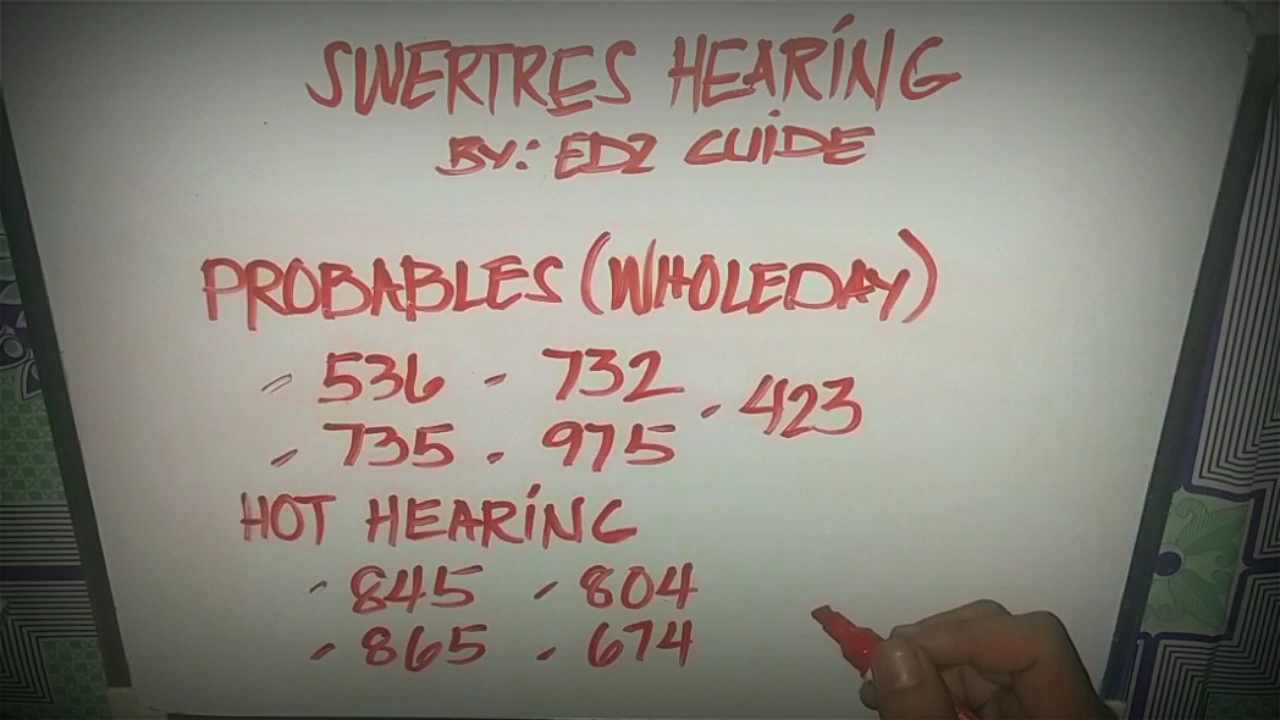 SWERTRES HEARING
BY: EDZ GUIDE
PROBABLES (WHOLEDAY)
- 536 - 732
- 423
- 735 - 975
HOT HEARING
- 845 - 804
- 865 - 674